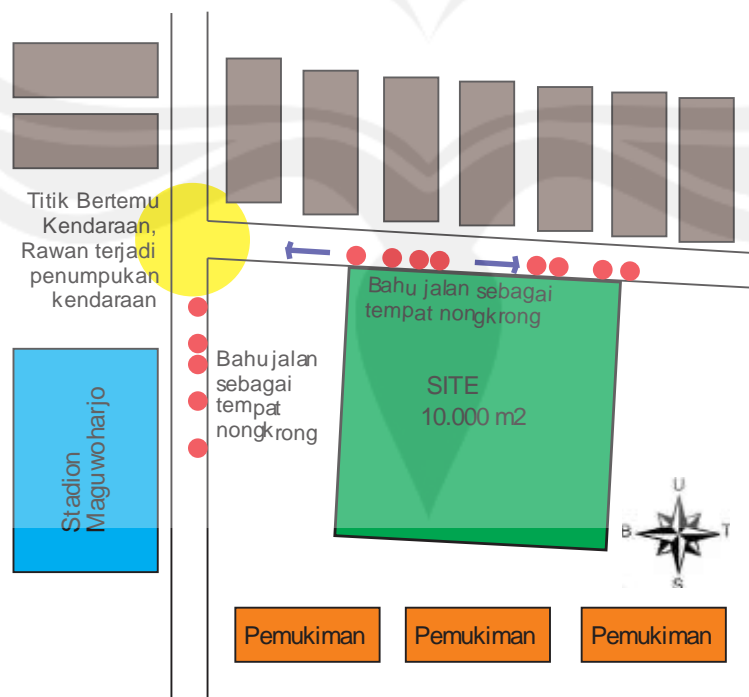 Titik Bertemu
Kendaraan,
Rawan terjadi
penumpukan
kendaraan
Bahu jalan sebagai
tempat nongkrong
Bahu jalan
sebagai
tempat
nongkrong
SITE
10.000 m2
Stadion
Maguwoharjo
U
B
T
S
Pemukiman
Pemukiman
Pemukiman